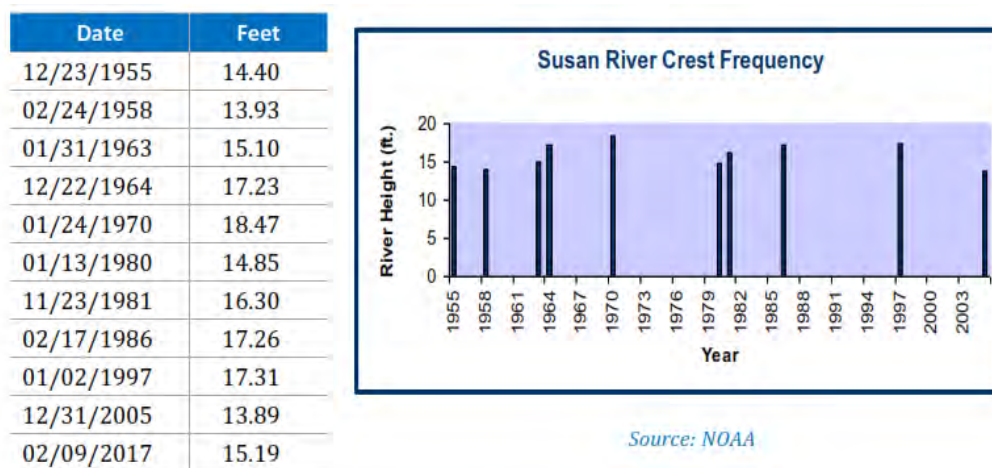 Date Feet
12/23/1955 14.40
02/24/1958 13.93
01/31/1963 15.10
12/22/1964 17.23
01/24/1970 18.47
01/13/1980 14.85
11/23/1981 16.30
02/17/1986 17.26
01/02/1997 17.31
12/31/2005 13.89
02/09/2017 15.19
Susan River Crest Frequency
River Height (ft.)
20
15
10
5
0
1955 1958 1961 1964 1967 1970 1973 1976 1979 1982 1985 1988 1991 1994 1997 2000 2003
Year
Source: NOAA